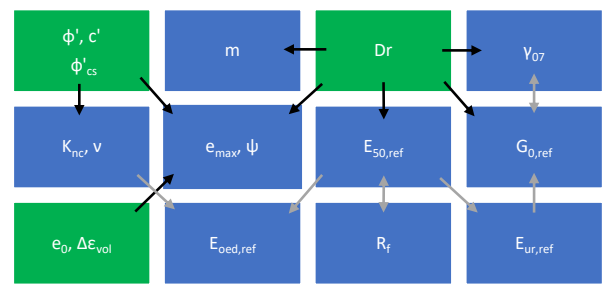 ϕ', c'
ϕ'cs
m
Dr
γ07
Knc, ν
emax, ψ
E50,ref
G0,ref
e0, Δεvol
Eoed,ref
Rf
Eur,ref